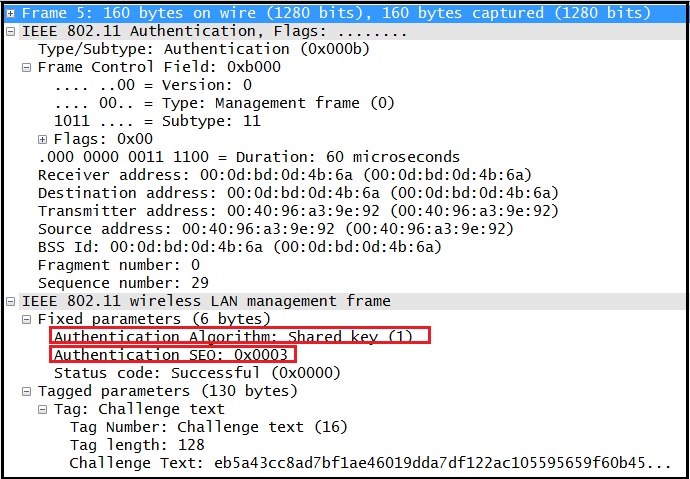 Frame 5: 160 bytes on wire (1280 bits), 160 bytes captured (1280 bits)
IEEE 802.11 Authentication, Flags: ........
Type/Subtype: Authentication (0x000b)
Frame Control Field: 0xb000
.... ..00 = Version: 0
.... 00.. = Type: Management frame (0)
1011 .... = Subtype: 11
Flags: 0x00
.000 0000 0011 1100 = Duration: 60 microseconds
Receiver address: 00:0d:bd:0d:4b:6a (00:0d:bd:0d:4b:6a)
Destination address: 00:0d:bd:0d:4b:6a (00:0d:bd:0d:4b:6a)
Transmitter address: 00:40:96:a3:9e:92 (00:40:96:a3:9e:92)
Source address: 00:40:96:a3:9e:92 (00:40:96:a3:9e:92)
BSS Id: 00:0d:bd:0d:4b:6a (00:0d:bd:0d:4b:6a)
Fragment number: 0
Sequence number: 29
IEEE 802.11 wireless LAN management frame
Fixed parameters (6 bytes)
Authentication Algorithm: Shared key (1)
Authentication SEQ: 0x0003
Status code: Successful (0x0000)
Tagged parameters (130 bytes)
Tag: Challenge text
Tag Number: Challenge text (16)
Tag length: 128
Challenge Text: eb5a43cc8ad7bf1ae46019dda7df122ac105595659f60b45...